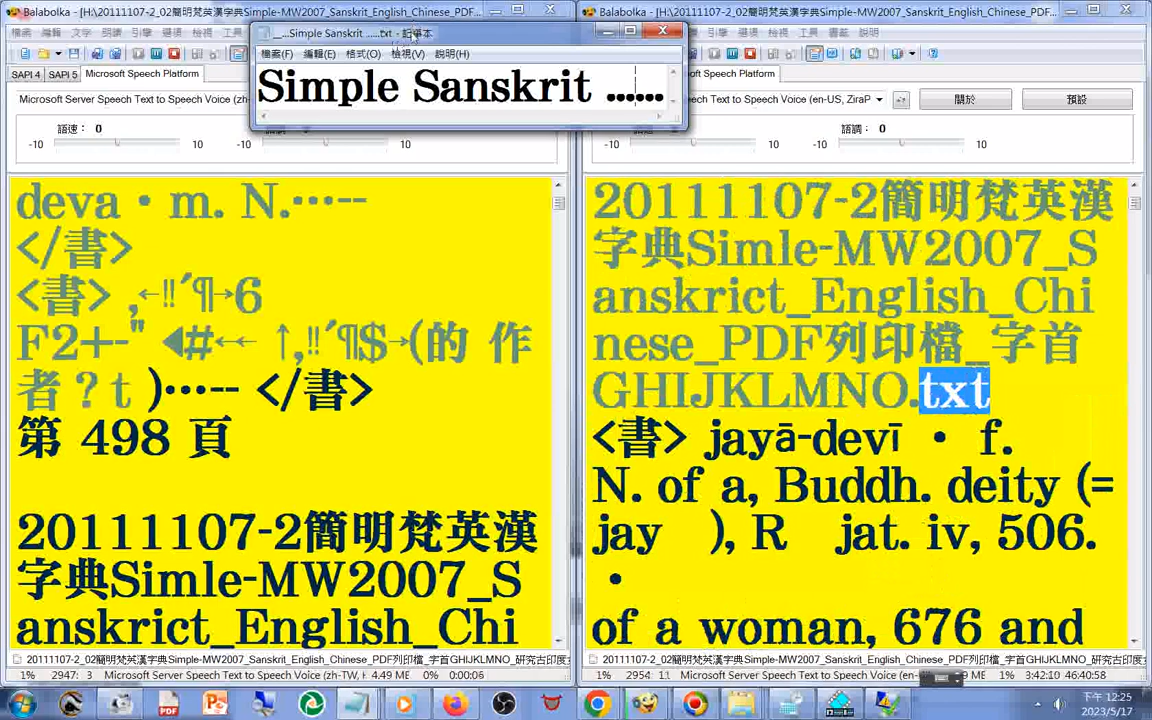 Balabolka - [H:\20111107-2_02簡明梵英漢字典Simple-MW2007_Sanskrit_English_Chinese_PDF...
Balabolka - [H:\20111107-2_02簡明梵英漢字典Simple-MW2007_Sanskrit_English_Chinese_PDF...
__...Simple Sanskrit ......txt - 記事本
檔案(F) 編輯(E) 格式(O) 檢視(V) 說明(H)
Simple Sanskrit ......
SAPI 4 SAPI 5 Microsoft Speech Platform
Microsoft Server Speech Text to Speech Voice (zh-
語速： 0
-10 10 10
Speech Platform
ech Text to Speech Voice (en-US, ZiraP
關於 預設
語調： 0
-10 10 -10 10
deva • m. N.…--
</書>
<書> ,←‼′¶→6
F2+-" ◀#←← ↑,‼′¶$→(的 作
者？t )…-- </書>
第 498 頁
20111107-2簡明梵英漢
字典Simle-MW2007_S
anskrict_English_Chi
20111107-2簡明梵英漢
字典Simle-MW2007_S
anskrict_English_Chi
nese_PDF列印檔_字首
GHIJKLMNO.txt
<書> jayā-devī • f.
N. of a, Buddh. deity (=
jay ), R jat. iv, 506.
•
of a woman, 676 and
20111107-2_02簡明梵英漢字典Simple-MW2007_Sanskrit_English_Chinese_PDF列印檔_字首GHIJKLMNO_研究古印度
20111107-2_02簡明梵英漢字典Simple-MW2007_Sanskrit_English_Chinese_PDF列印檔_字首GHIJKLMNO_研究古印度
1% 2947: 3 Microsoft Server Speech Text to Speech Voice (zh-TW, 4.49 ME 0% 0:00:06
1% 2954: 1 Microsoft Server Speech Text to Speech Voice (en-U 1% 3:42:10 46:40:58
下午 12:25
2023/5/17